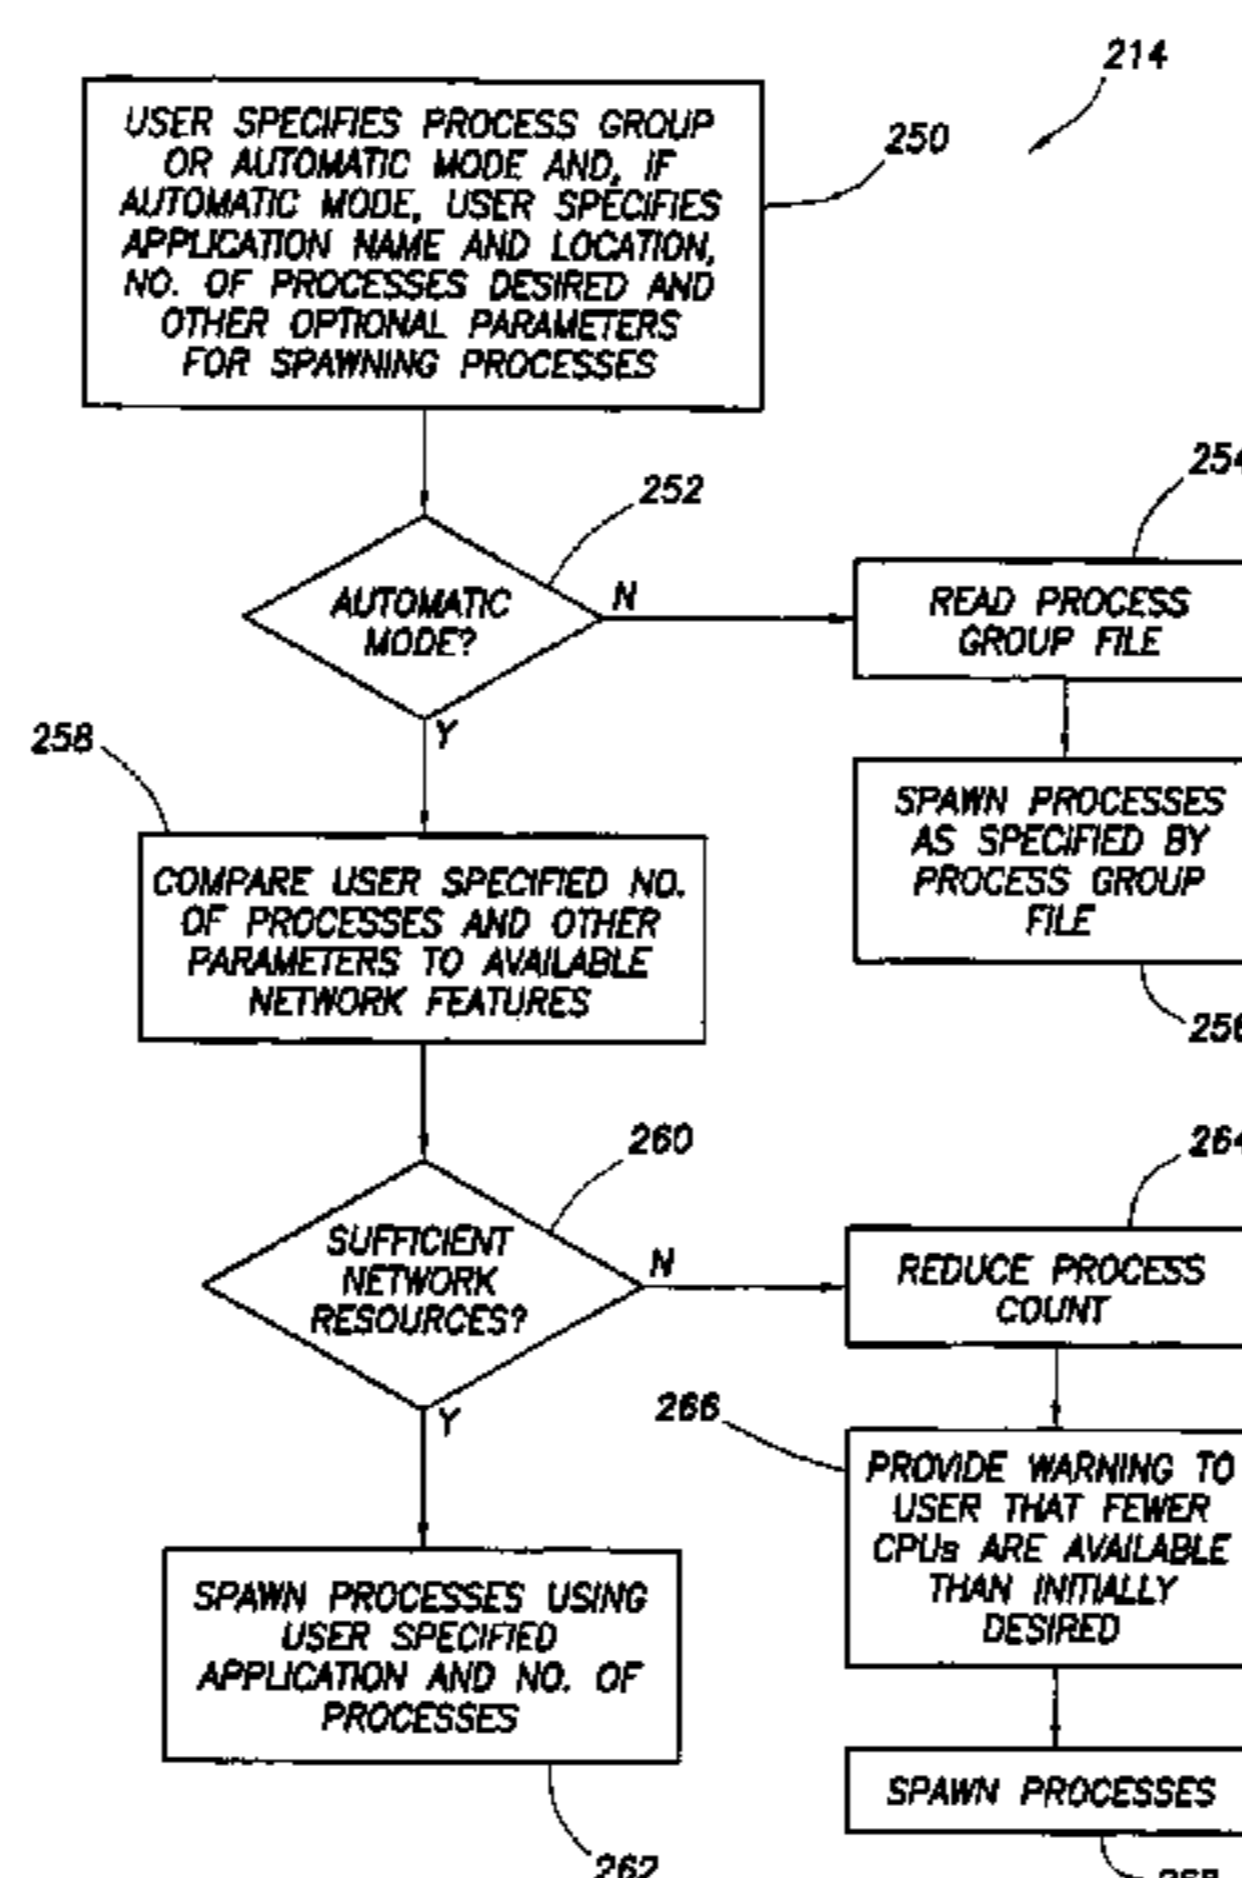 214
USER SPECIFIES PROCESS GROUP
OR AUTOMATIC MODE AND, IF
AUTOMATIC MODE, USER SPECIFIES
APPLICATION NAME AND LOCATION,
NO. OF PROCESSES DESIRED AND
OTHER OPTIONAL PARAMETERS
FOR SPAWNING PROCESSES
250
252
AUTOMATIC
MODE?
N
Y
254
READ PROCESS
GROUP FILE
SPAWN PROCESSES
AS SPECIFIED BY
PROCESS GROUP
FILE
256
258
COMPARE USER SPECIFIED NO.
OF PROCESSES AND OTHER
PARAMETERS TO AVAILABLE
NETWORK FEATURES
260
SUFFICIENT
NETWORK
RESOURCES?
N
Y
264
REDUCE PROCESS
COUNT
266
PROVIDE WARNING TO
USER THAT FEWER
CPUs ARE AVAILABLE
THAN INITIALLY
DESIRED
SPAWN PROCESSES USING
USER SPECIFIED
APPLICATION AND NO. OF
PROCESSES
262
SPAWN PROCESSES